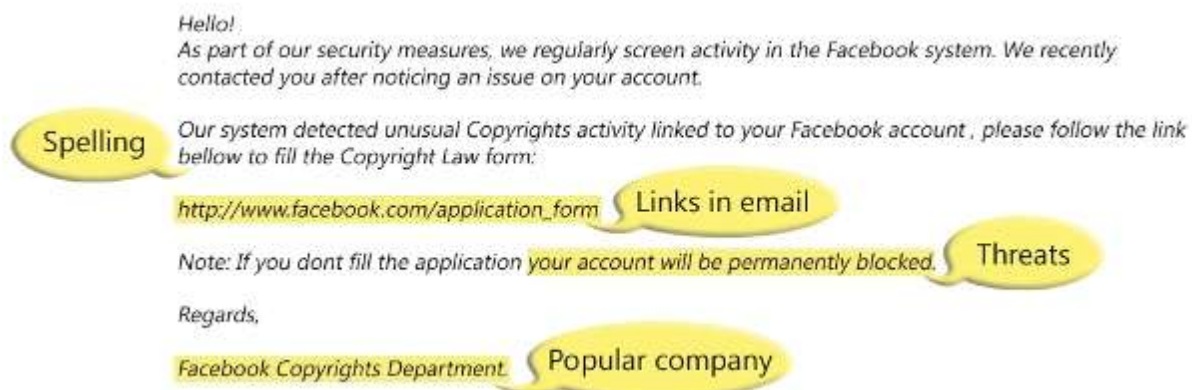 Hello!
As part of our security measures, we regularly screen activity in the Facebook system. We recently
contacted you after noticing an issue on your account.
Spelling
Our system detected unusual Copyrights activity linked to your Facebook account , please follow the link
bellow to fill the Copyright Law form:
http://www.facebook.com/application_form
Links in email
Note: If you dont fill the application your account will be permanently blocked.
Threats
Regards,
Facebook Copyrights Department.
Popular company